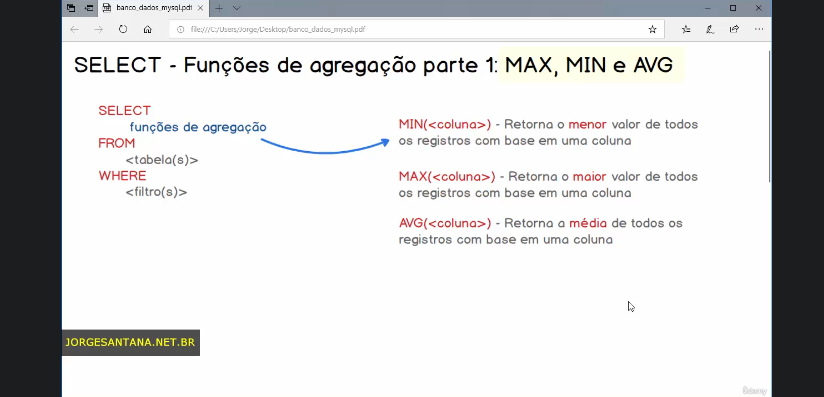 banco_dados_mysql.pdf
file:///C:/Users/Jorge/Desktop/banco_dados_mysql.pdf
SELECT - Funções de agregação parte 1: MAX, MIN e AVG
SELECT
funções de agregação
FROM
<tabela(s)>
WHERE
<filtro(s)>
MIN(<coluna>) - Retorna o menor valor de todos
os registros com base em uma coluna
MAX(<coluna>) - Retorna o maior valor de todos
os registros com base em uma coluna
AVG(<coluna>) - Retorna a média de todos os
registros com base em uma coluna
JORGESANTANA.NET.BR
Udemy